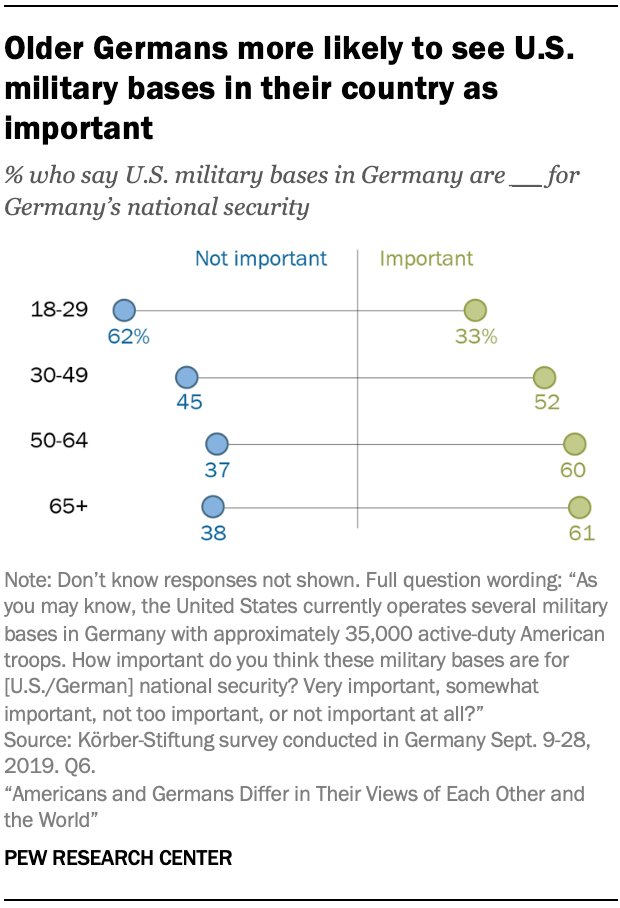 Older Germans more likely to see U.S.
military bases in their country as
important
% who say U.S. military bases in Germany are __ for
Germany's national security
Not important Important
18-29
62% 33%
30-49
45 52
50-64
37 60
65+
38 61
Note: Don't know responses not shown. Full question wording: “As
you may know, the United States currently operates several military
bases in Germany with approximately 35,000 active-duty American
troops. How important do you think these military bases are for
[U.S./German] national security? Very important, somewhat
important, not too important, or not important at all?”
Source: Körber-Stiftung survey conducted in Germany Sept. 9-28,
2019. Q6.
“Americans and Germans Differ in Their Views of Each Other and
the World”
PEW RESEARCH CENTER